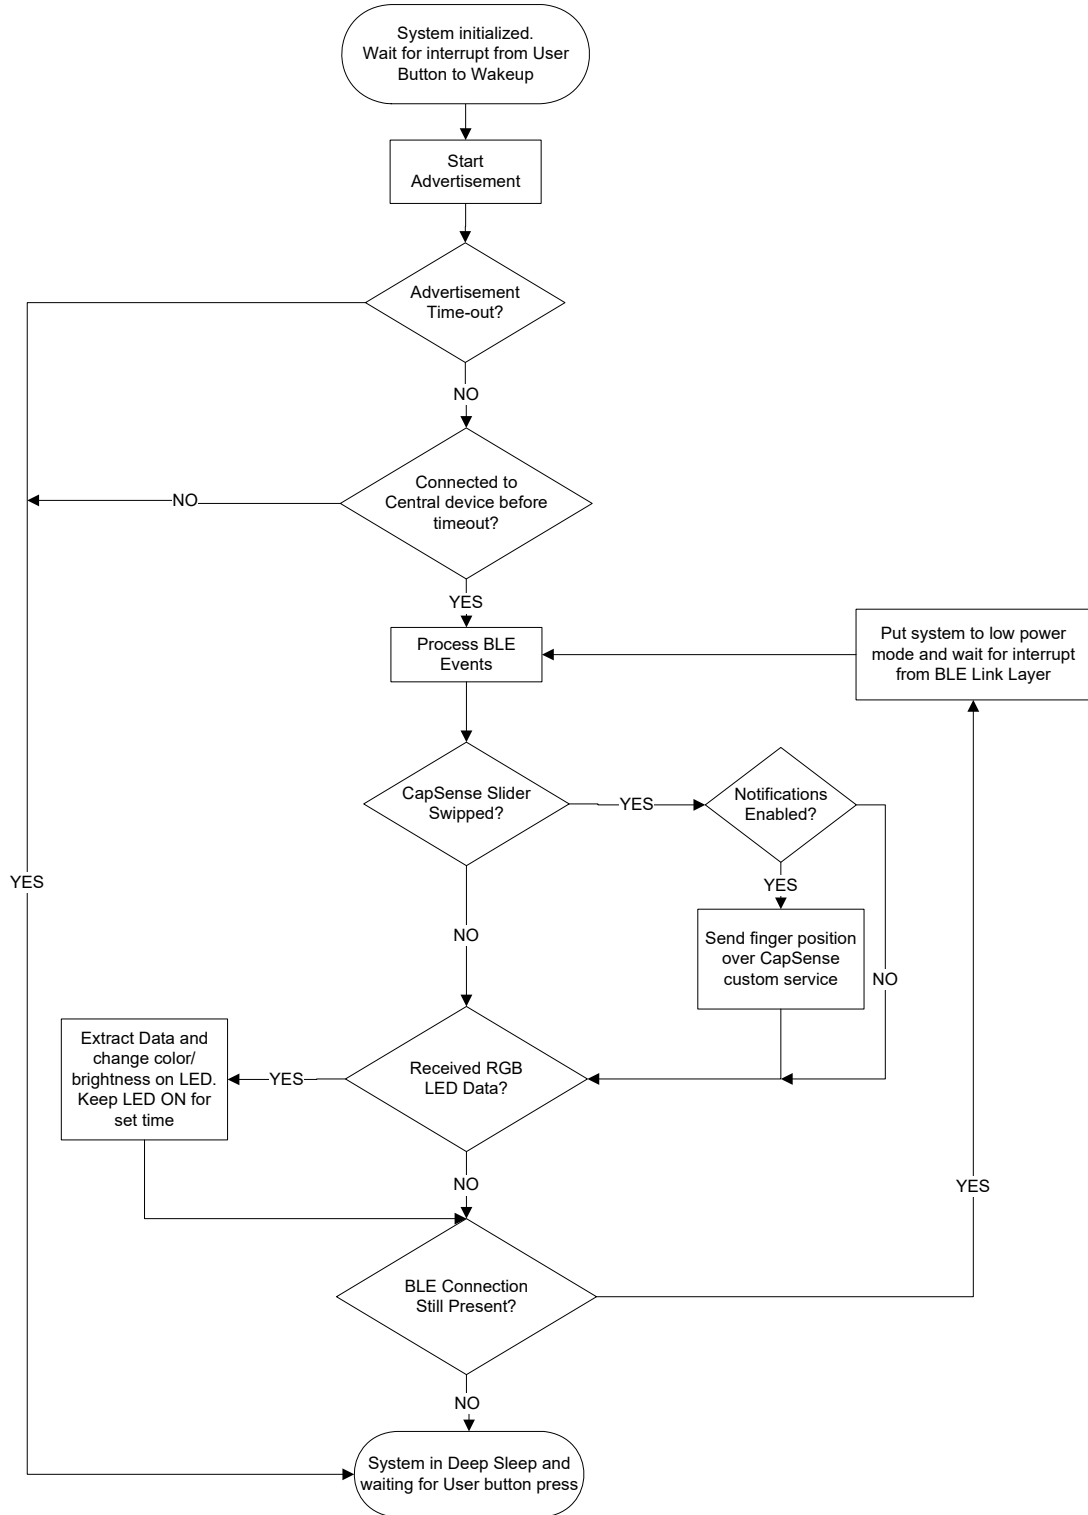 System initialized.
Wait for interrupt from User
Button to Wakeup
Start
Advertisement
Advertisement
Time-out?
NO
Connected to
Central device before
timeout?
NO
YES
Process BLE
Events
Put system to low power
mode and wait for interrupt
from BLE Link Layer
CapSense Slider
Swipped?
YES
Notifications
Enabled?
YES
YES
NO
Send finger position
over CapSense
custom service
NO
Extract Data and
change color/
brightness on LED.
Keep LED ON for
set time
YES
Received RGB
LED Data?
NO
YES
BLE Connection
Still Present?
NO
System in Deep Sleep and
waiting for User button press